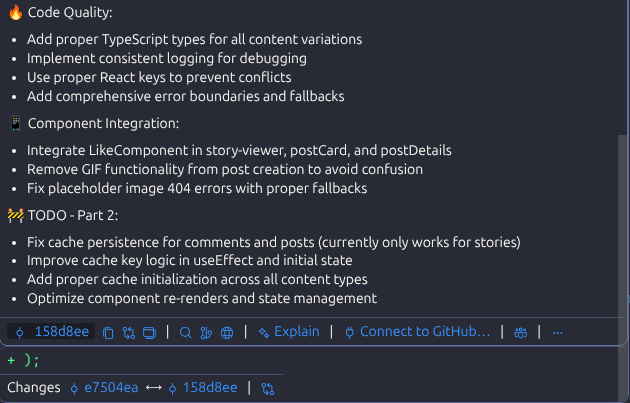 🔥 Code Quality:
• Add proper TypeScript types for all content variations
• Implement consistent logging for debugging
• Use proper React keys to prevent conflicts
• Add comprehensive error boundaries and fallbacks
📱 Component Integration:
• Integrate LikeComponent in story-viewer, postCard, and postDetails
• Remove GIF functionality from post creation to avoid confusion
• Fix placeholder image 404 errors with proper fallbacks
🚧 TODO - Part 2:
• Fix cache persistence for comments and posts (currently only works for stories)
• Improve cache key logic in useEffect and initial state
• Add proper cache initialization across all content types
• Optimize component re-renders and state management
158d8ee | | Explain | Connect to GitHub... | | ...
+ );
Changes e7504ea ⟷ 158d8ee |